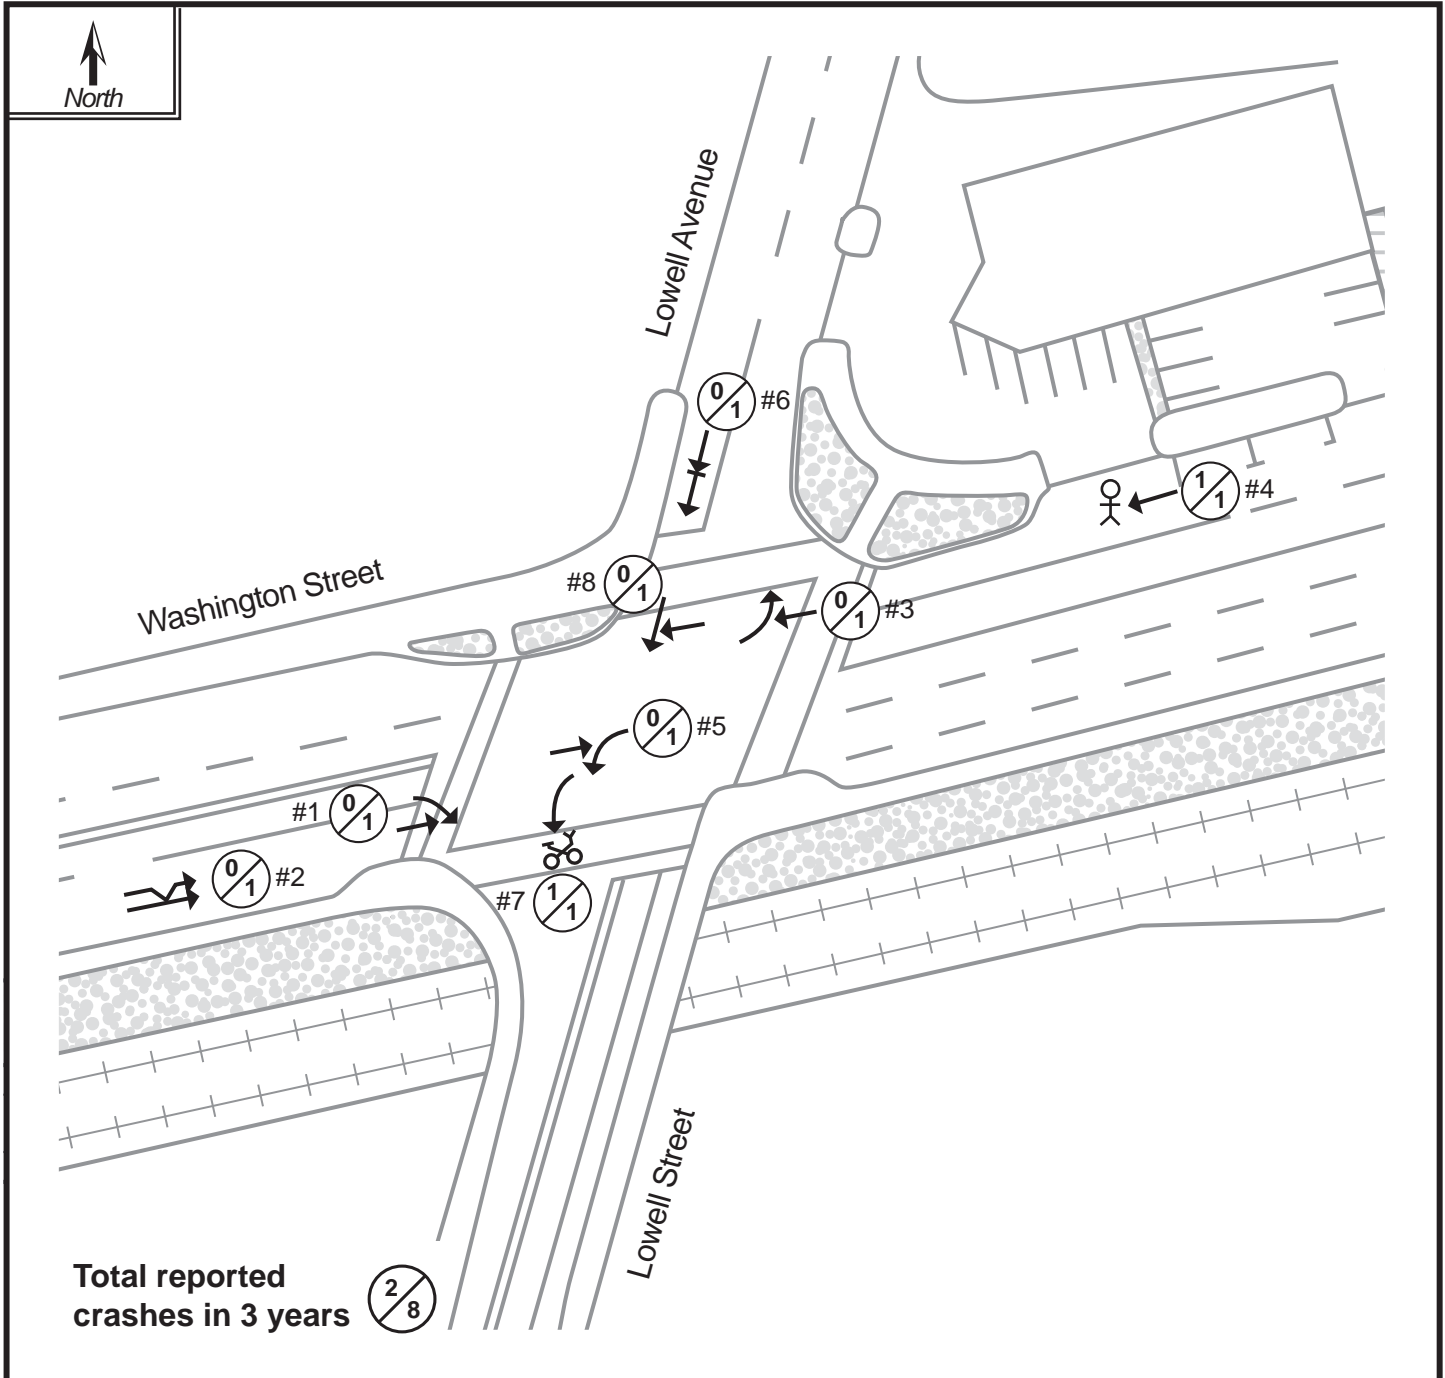 North
Lowell Avenue
0/1 #6
1/1 #4
Washington Street
#8 0/1
0/1 #3
0/1 #5
#1 0/1
0/1 #2
#7 1/1
Lowell Street
Total reported
crashes in 3 years 2/8